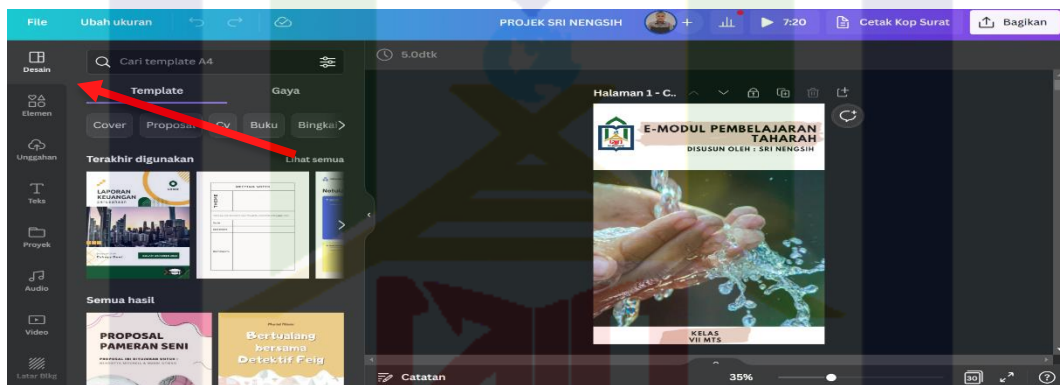 File Ubah ukuran PROJEK SRI NENGSIH + 7:20 Cetak Kop Surat Bagikan
Desain
Elemen
Unggahan
Teks
Proyek
Audio
Video
Latar Blkg
Cari template A4
Template Gaya
Cover Proposal Cv Buku Bingkai
Terakhir digunakan Lihat semua
LAPORAN
KEUANGAN
Semua hasil
PROPOSAL
PAMERAN SENI
Bertualang
bersama
Detektif Feig
5.0dtk
Halaman 1 - C..
E-MODUL PEMBELAJARAN
TAHARAH
DISUSUN OLEH : SRI NENGSIH
KELAS
VII MTS
Catatan 35% 30